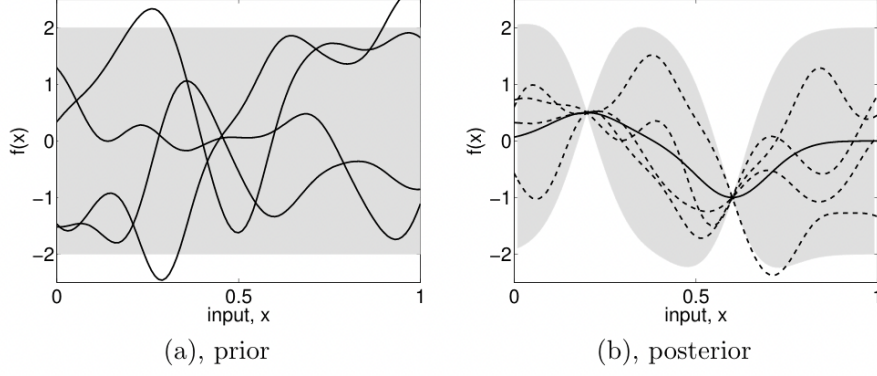 2
1
0
−1
−2
f(x)
0
0.5
1
input, x
(a), prior
2
1
0
−1
−2
f(x)
0
0.5
1
input, x
(b), posterior